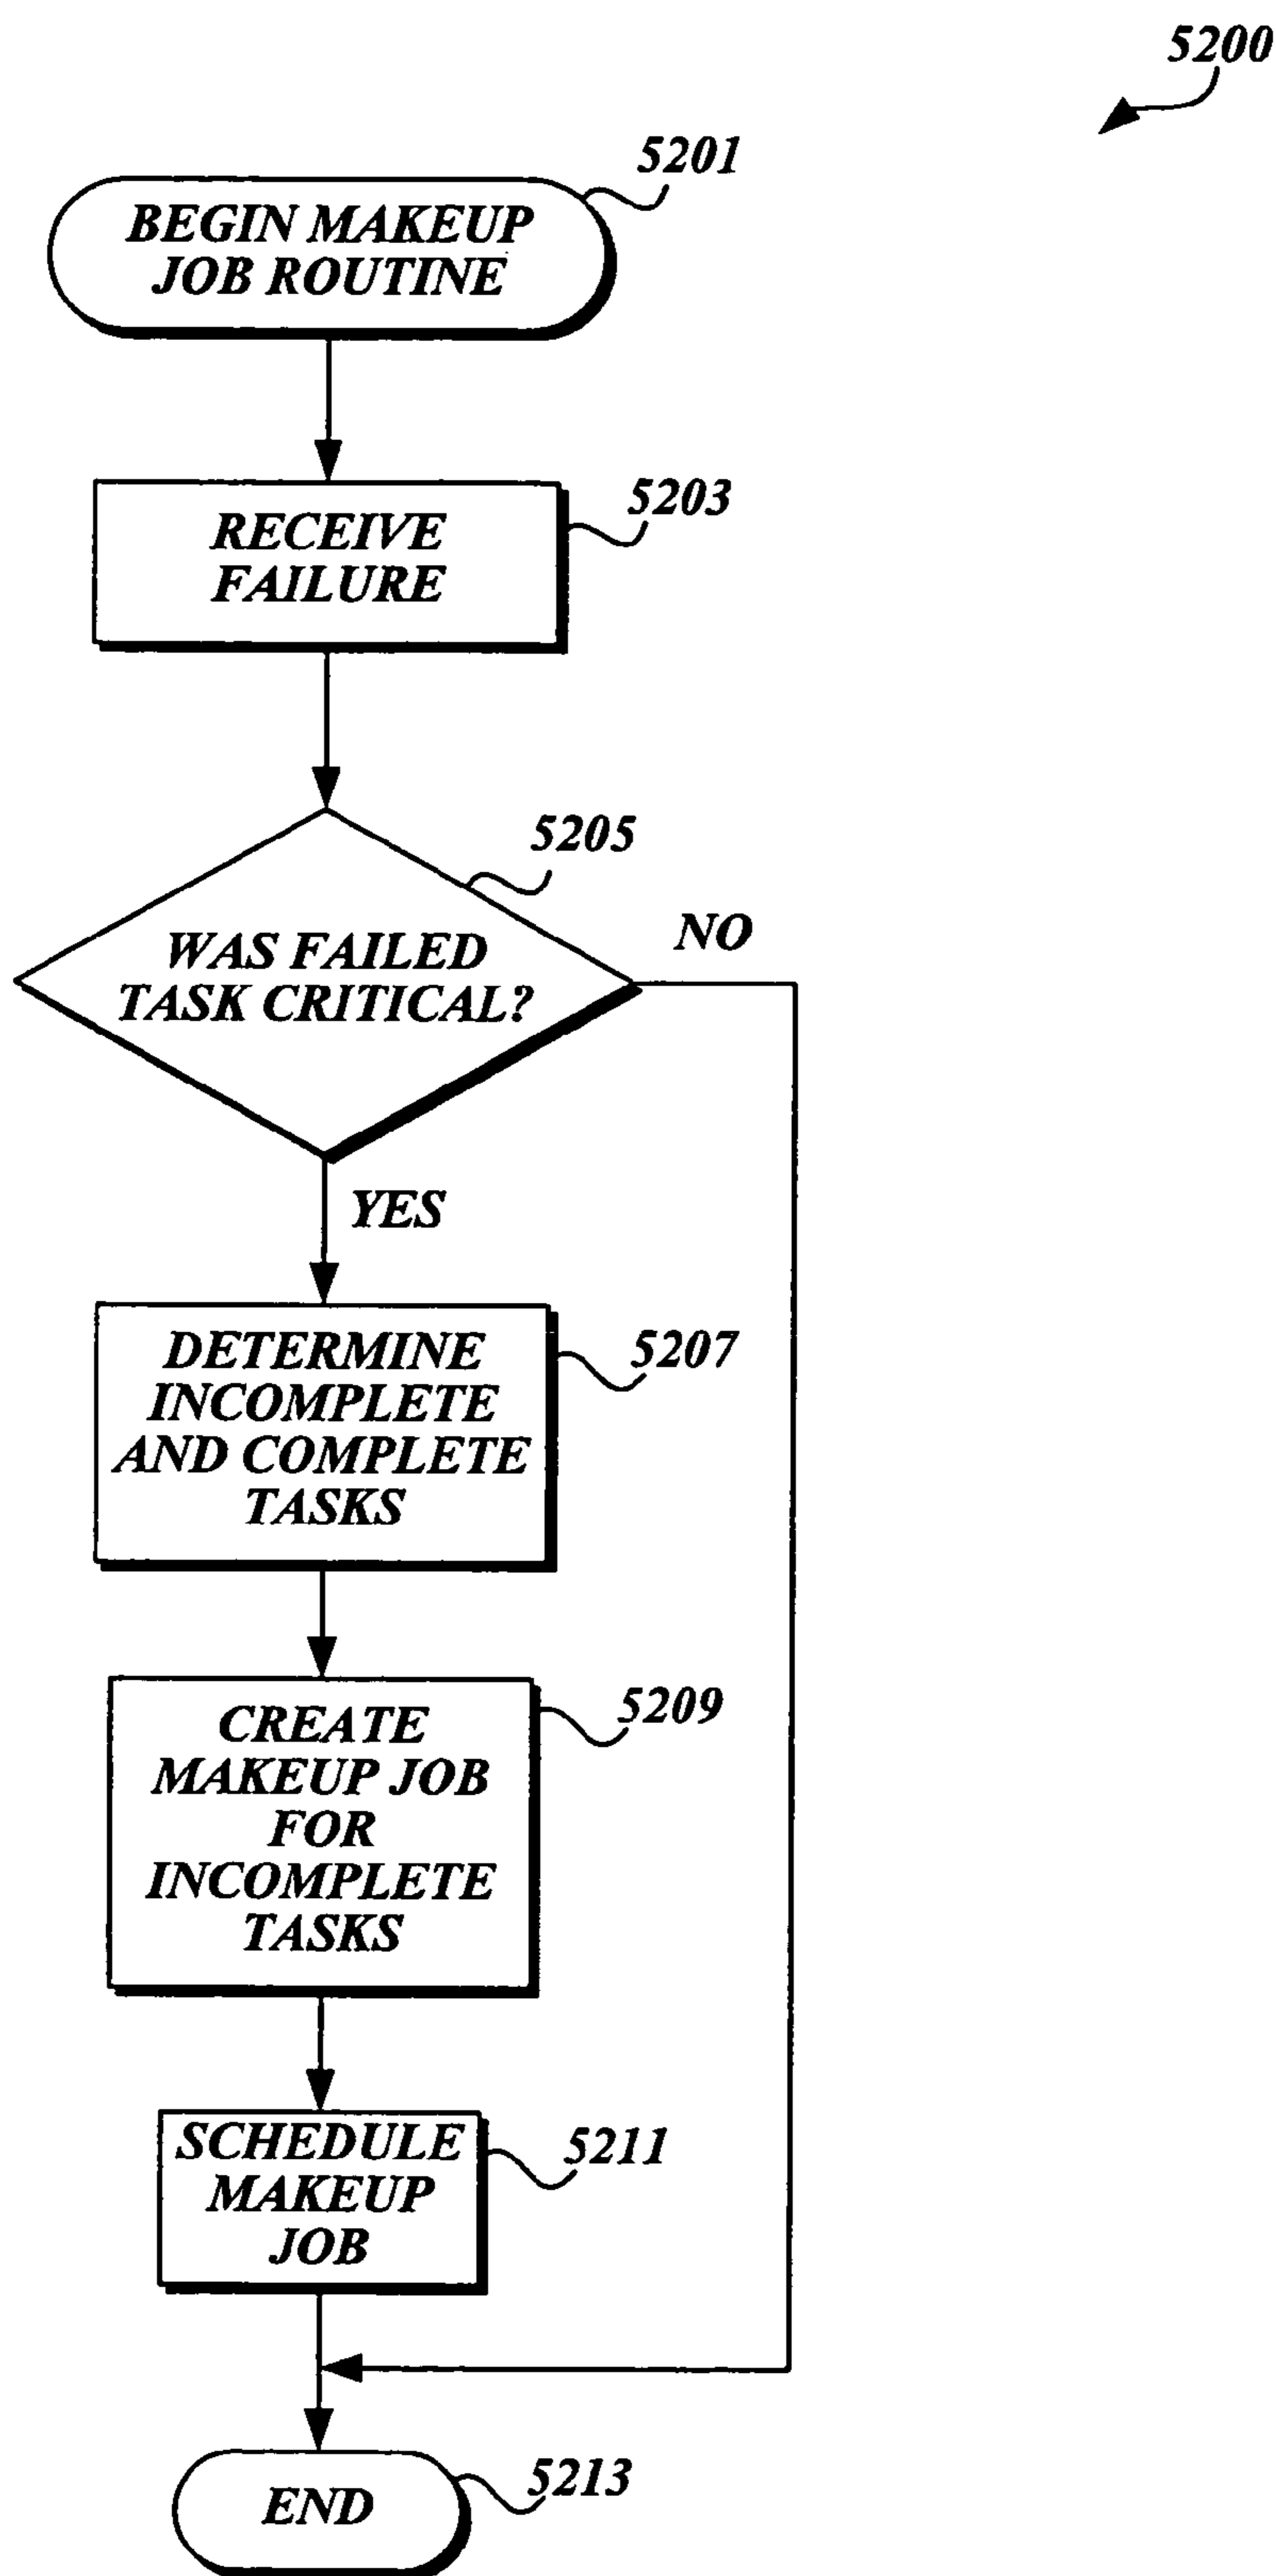 5200
5201
BEGIN MAKEUP
JOB ROUTINE
5203
RECEIVE
FAILURE
5205
NO
WAS FAILED
TASK CRITICAL?
YES
5207
DETERMINE
INCOMPLETE
AND COMPLETE
TASKS
5209
CREATE
MAKEUP JOB
FOR
INCOMPLETE
TASKS
5211
SCHEDULE
MAKEUP
JOB
5213
END